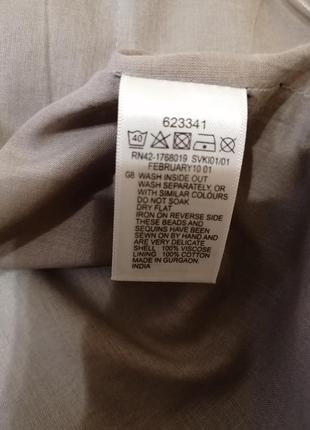 623341
40
RN42-1768019 SVKI01/01
FEBRUARY10 01
GB WASH INSIDE OUT
WASH SEPARATELY, OR
WITH SIMILAR COLOURS
DO NOT SOAK
DRY FLAT
IRON ON REVERSE SIDE
THESE BEADS AND
SEQUINS HAVE BEEN
SEWN ON BY HAND AND
ARE VERY DELICATE
SHELL : 100% VISCOSE
LINING : 100% COTTON
MADE IN GURGAON,
INDIA